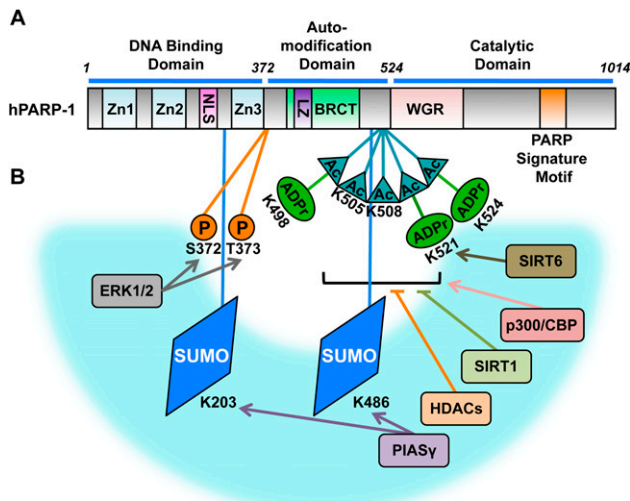 A
DNA Binding
Domain
Auto-
modification
Domain
Catalytic
Domain
1
372
524
1014
hPARP-1
Zn1
Zn2
NLS
Zn3
LZ
BRCT
WGR
PARP
Signature
Motif
B
Ac
Ac
Ac
Ac
Ac
ADPr
K498
K505
K508
ADPr
K521
ADPr
K524
P
P
S372
T373
ERK1/2
SIRT6
p300/CBP
SIRT1
HDACs
SUMO
K203
SUMO
K486
PIASγ